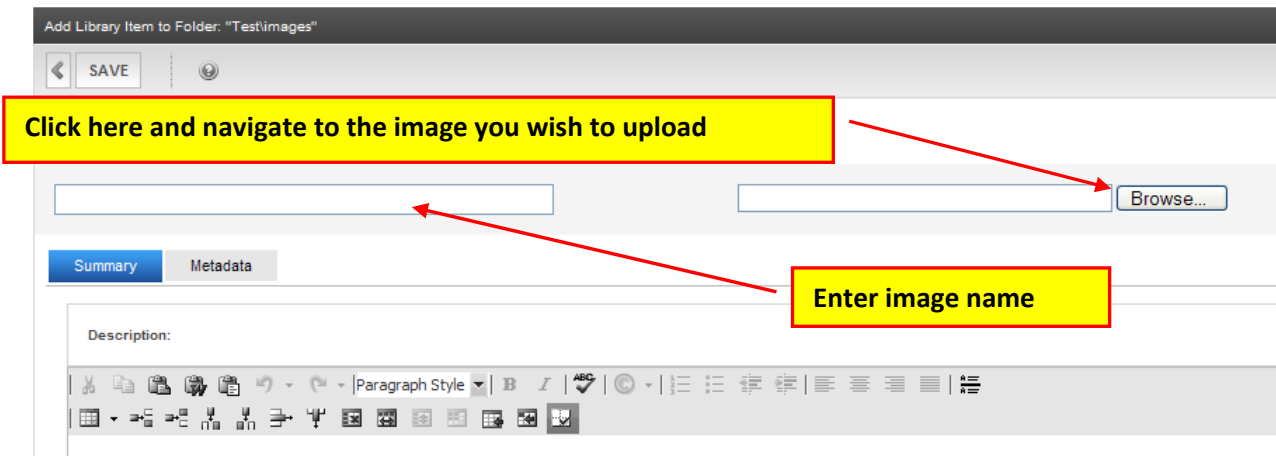 Add Library Item to Folder: "Test\images"
SAVE
Click here and navigate to the image you wish to upload
Browse...
Summary Metadata
Enter image name
Description:
Paragraph Style B I ABC